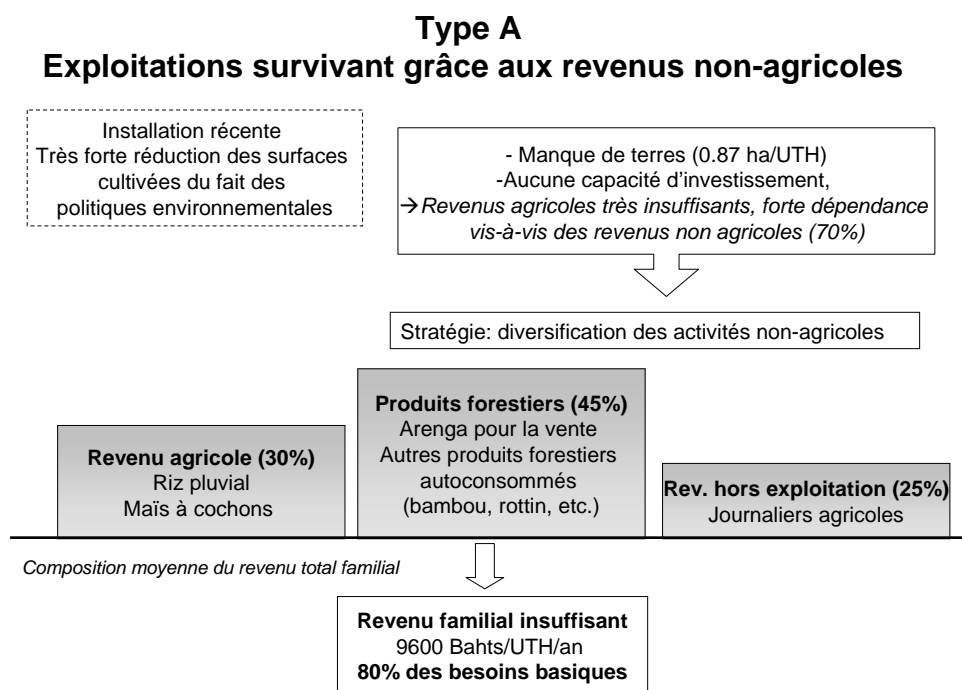 Type A
Exploitations survivant grâce aux revenus non-agricoles
Installation récente
Très forte réduction des surfaces
cultivées du fait des
politiques environnementales
- Manque de terres (0.87 ha/UTH)
-Aucune capacité d'investissement,
→Revenus agricoles très insuffisants, forte dépendance
vis-à-vis des revenus non agricoles (70%)
Stratégie: diversification des activités non-agricoles
Revenu agricole (30%)
Riz pluvial
Maïs à cochons
Produits forestiers (45%)
Arenga pour la vente
Autres produits forestiers
autoconsommés
(bambou, rottin, etc.)
Rev. hors exploitation (25%)
Journaliers agricoles
Composition moyenne du revenu total familial
Revenu familial insuffisant
9600 Bahts/UTH/an
80% des besoins basiques